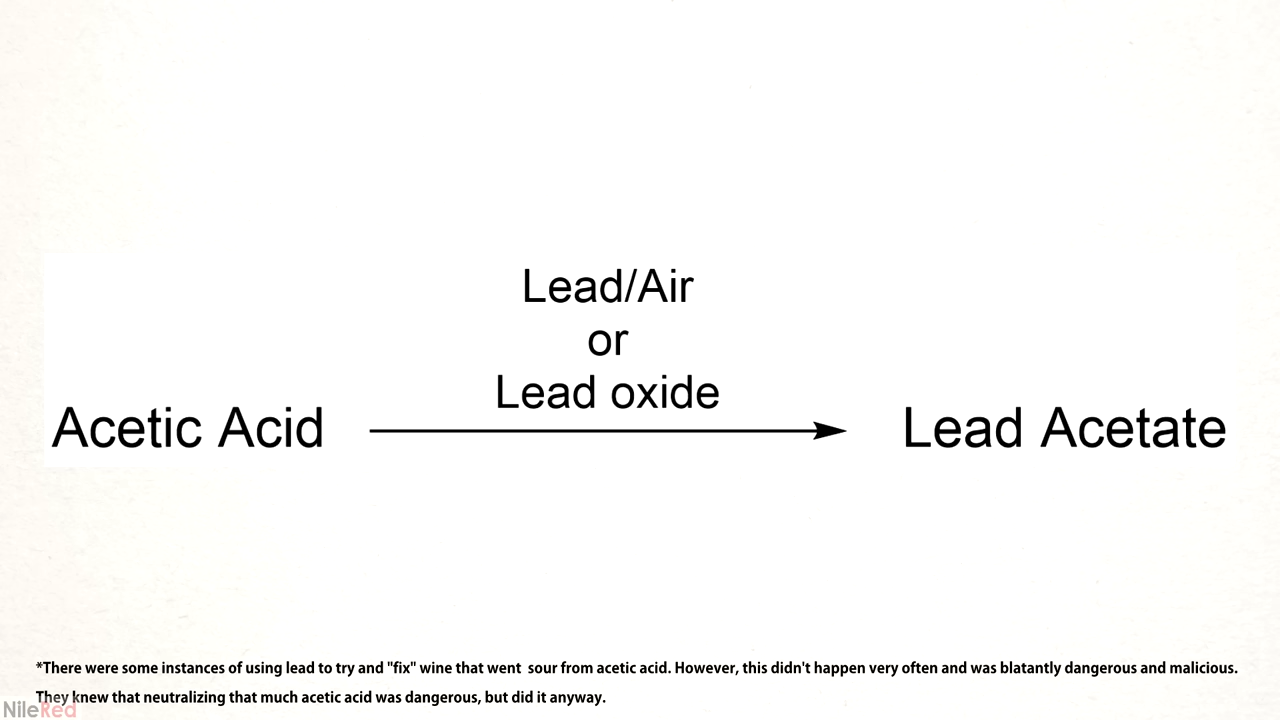 Lead/Air
or
Lead oxide
Acetic Acid
Lead Acetate
*There were some instances of using lead to try and "fix" wine that went  sour from acetic acid. However, this didn't happen very often and was blatantly dangerous and malicious.
They knew that neutralizing that much acetic acid was dangerous, but did it anyway.
NileRed